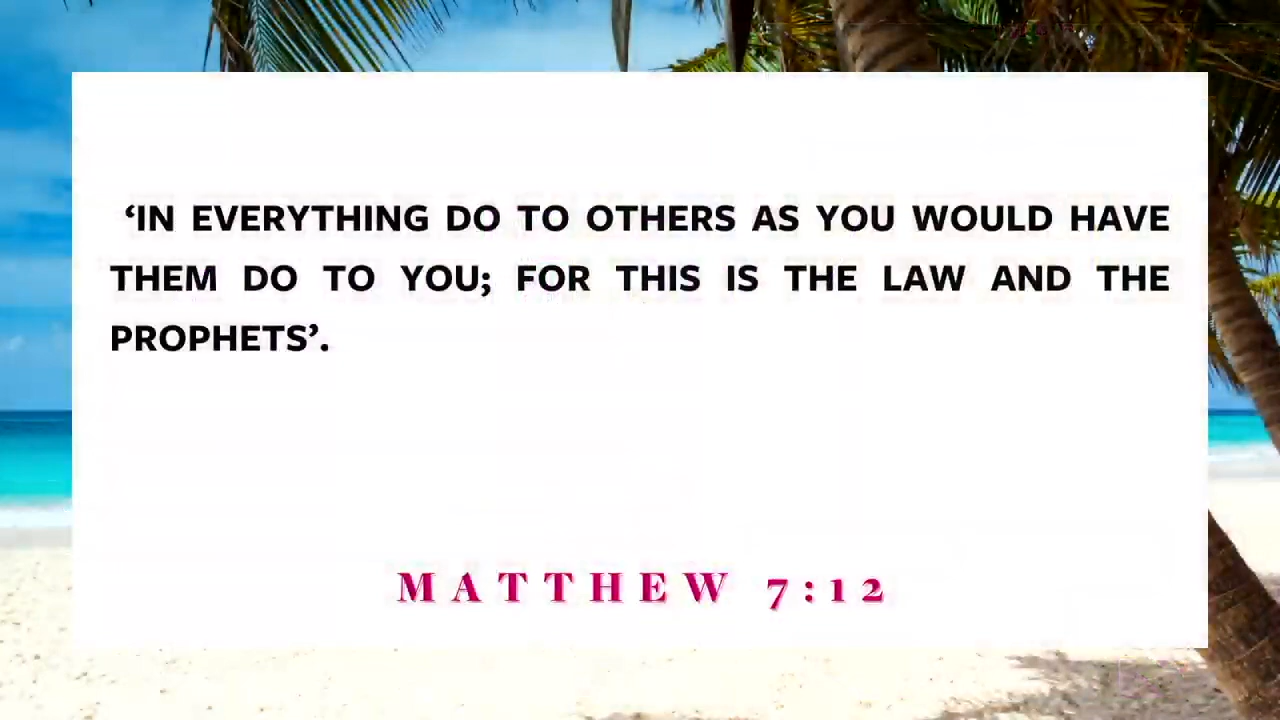 ‘IN EVERYTHING DO TO OTHERS AS YOU WOULD HAVE
THEM DO TO YOU; FOR THIS IS THE LAW AND THE
PROPHETS’.
MATTHEW 7:12